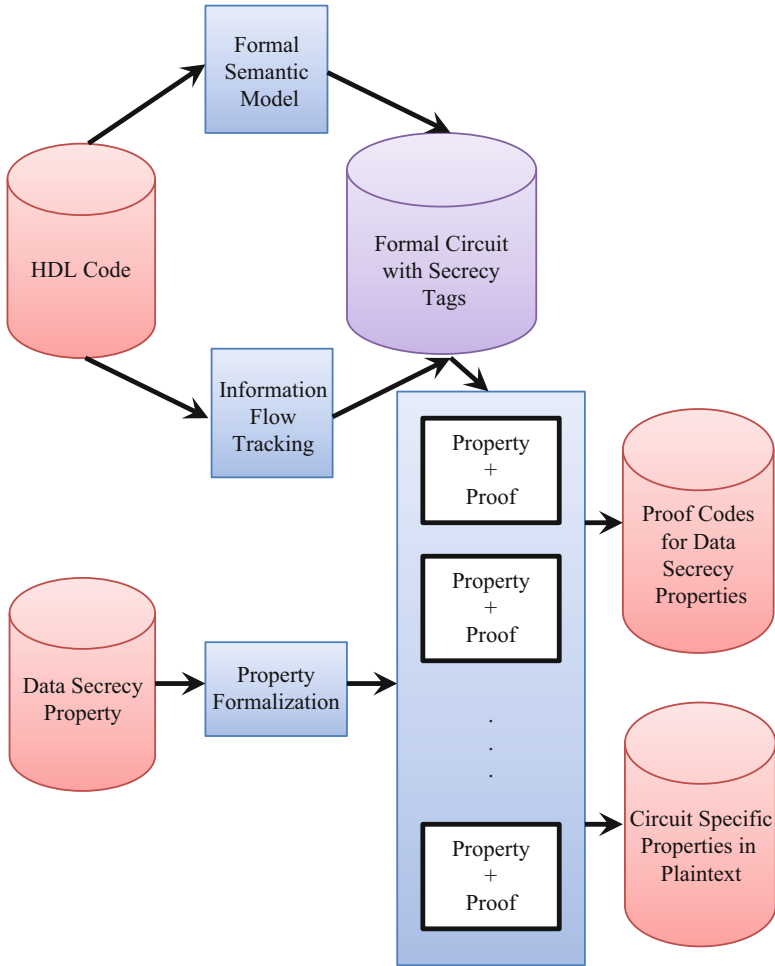 Formal
Semantic
Model
HDL Code
Formal Circuit
with Secrecy
Tags
Information
Flow
Tracking
Property
+
Proof
Proof Codes
for Data
Secrecy
Properties
Property
+
Proof
Data Secrecy
Property
Property
Formalization
.
.
.
Property
+
Proof
Circuit Specific
Properties in
Plaintext